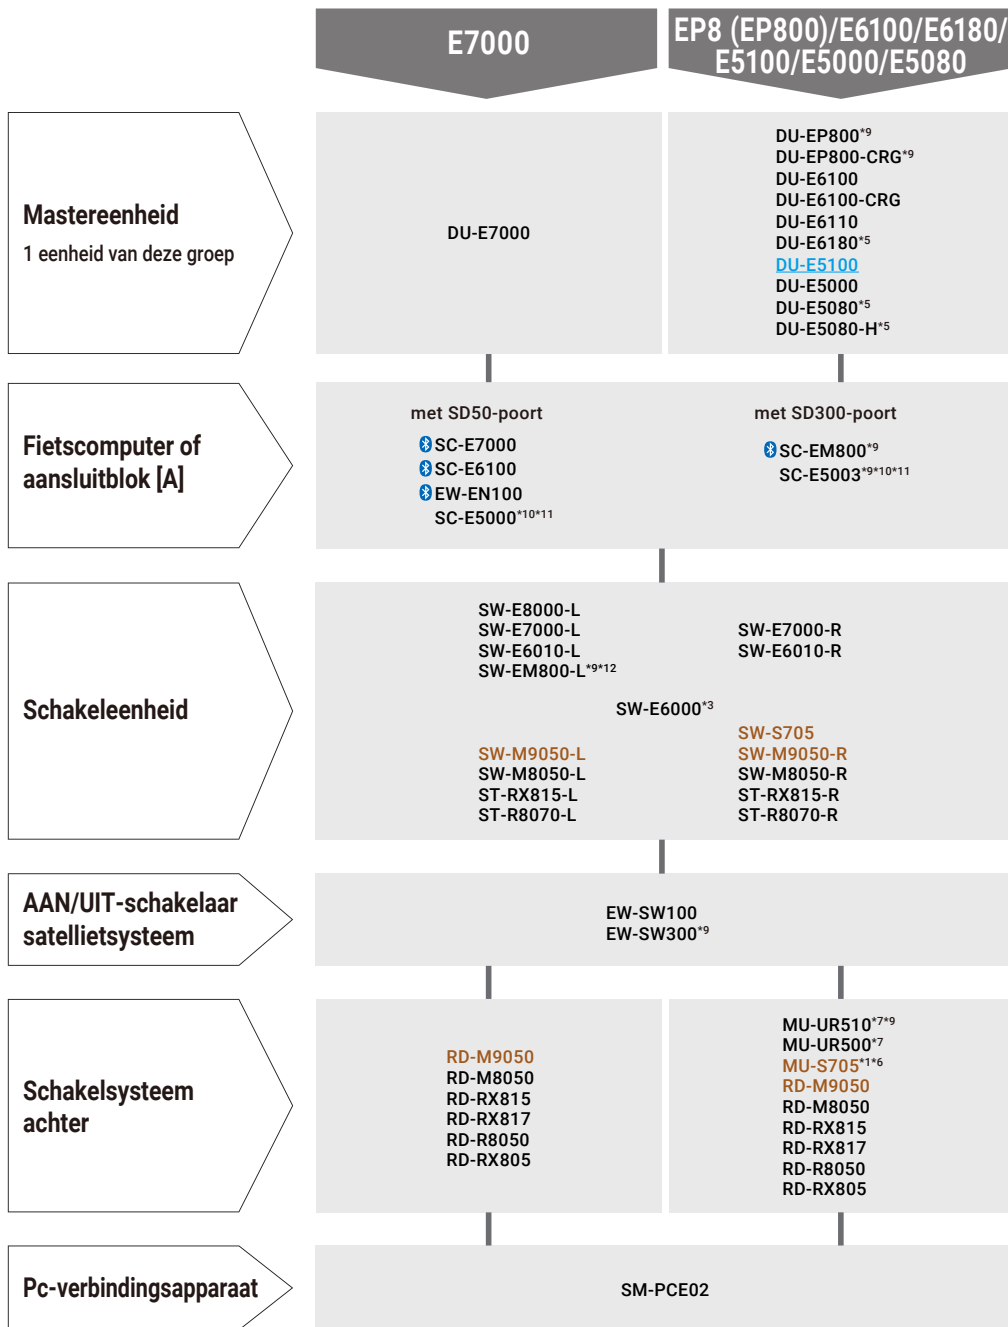 E7000
EP8 (EP800)/E6100/E6180/
E5100/E5000/E5080
Mastereenheid
1 eenheid van deze groep
DU-E7000
DU-EP800*9
DU-EP800-CRG*9
DU-E6100
DU-E6100-CRG
DU-E6110
DU-E6180*5
DU-E5100
DU-E5000
DU-E5080*5
DU-E5080-H*5
Fietscomputer of
aansluitblok [A]
met SD50-poort
SC-E7000
SC-E6100
EW-EN100
SC-E5000*10*11
met SD300-poort
SC-EM800*9
SC-E5003*9*10*11
Schakeleenheid
SW-E8000-L
SW-E7000-L
SW-E6010-L
SW-EM800-L*9*12
SW-E7000-R
SW-E6010-R
SW-E6000*3
SW-M9050-L
SW-M8050-L
ST-RX815-L
ST-R8070-L
SW-S705
SW-M9050-R
SW-M8050-R
ST-RX815-R
ST-R8070-R
AAN/UIT-schakelaar
satellietsysteem
EW-SW100
EW-SW300*9
Schakelsysteem
achter
RD-M9050
RD-M8050
RD-RX815
RD-RX817
RD-R8050
RD-RX805
MU-UR510*7*9
MU-UR500*7
MU-S705*1*6
RD-M9050
RD-M8050
RD-RX815
RD-RX817
RD-R8050
RD-RX805
Pc-verbindingsapparaat
SM-PCE02